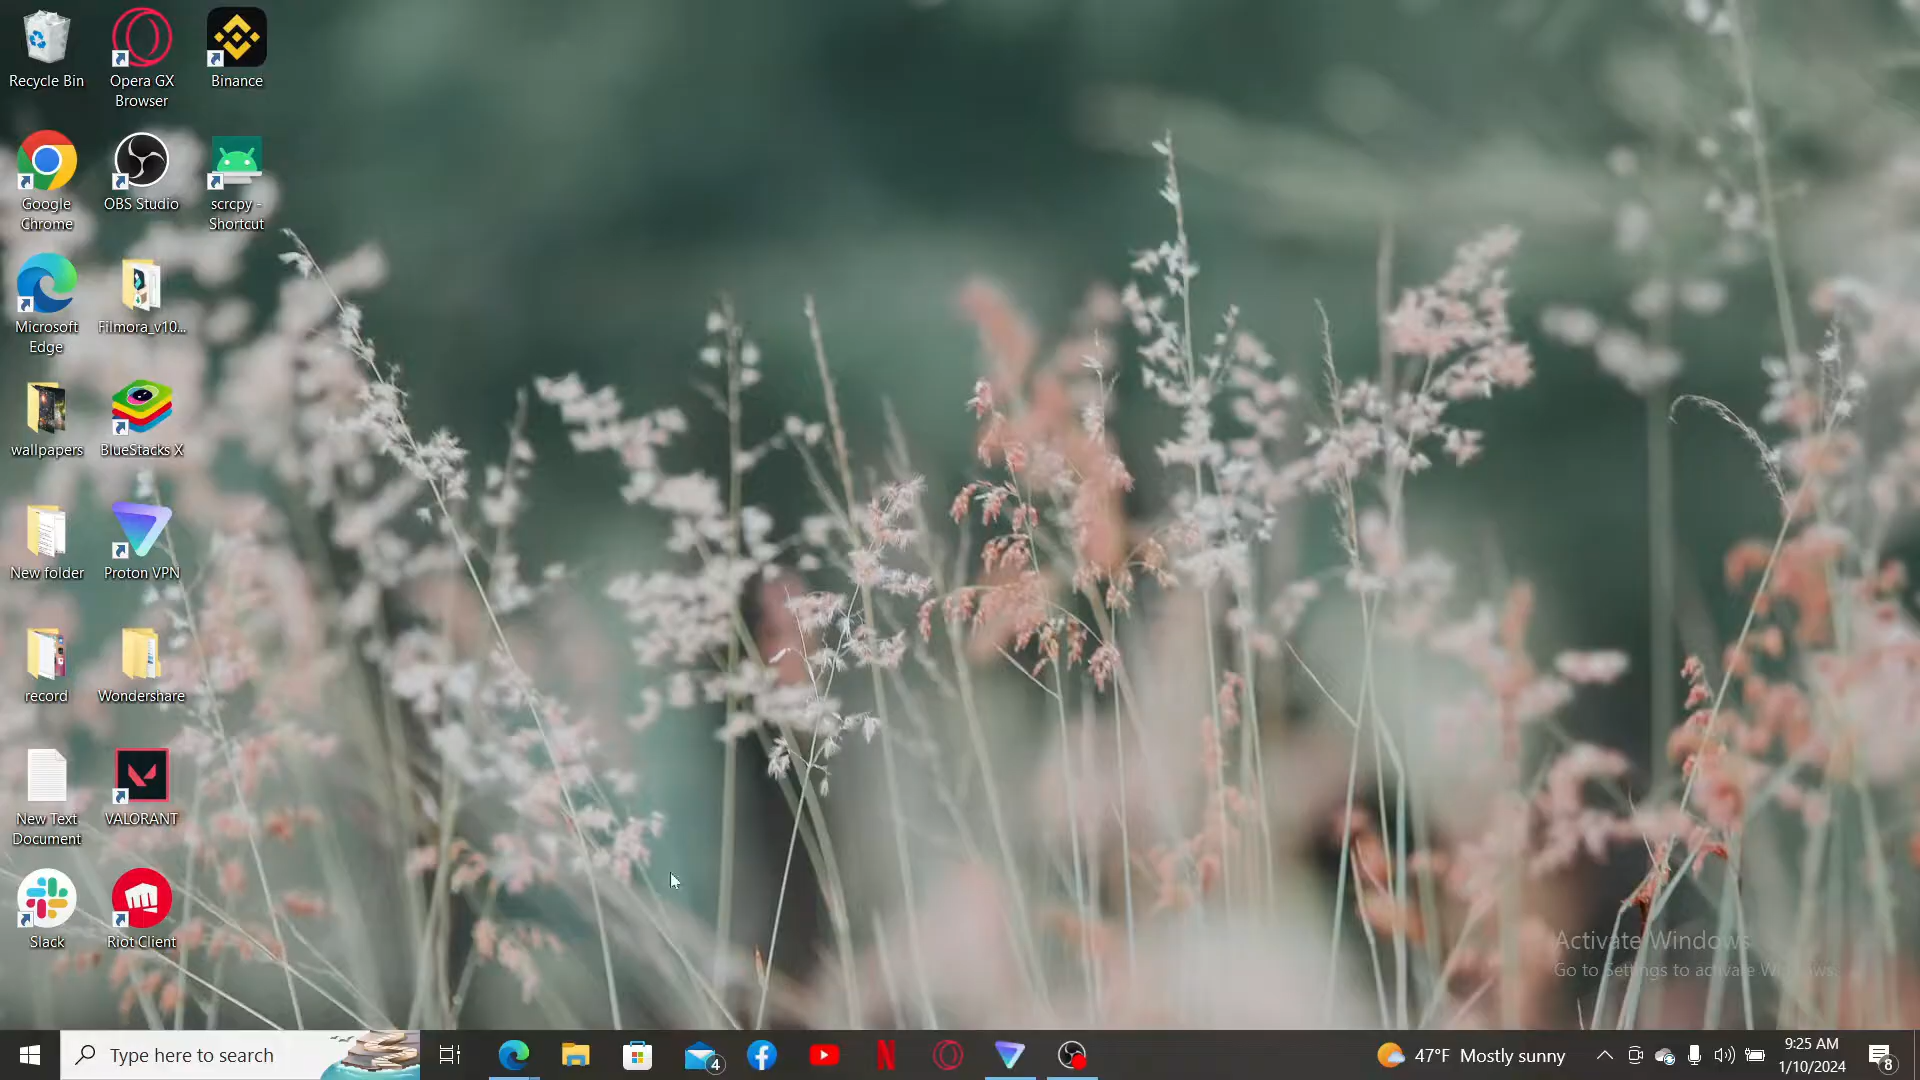 Recycle Bin
Opera GX
Browser
Binance
Google
Chrome
OBS Studio
scrcpy -
Shortcut
Microsoft
Edge
Filmora_v10...
wallpapers
BlueStacks X
New folder
Proton VPN
record
Wondershare
New Text
Document
VALORANT
Slack
Riot Client
Activate Windows
Go to Settings to activate Windows.
Type here to search
4
47°F Mostly sunny
9:25 AM
1/10/2024
8